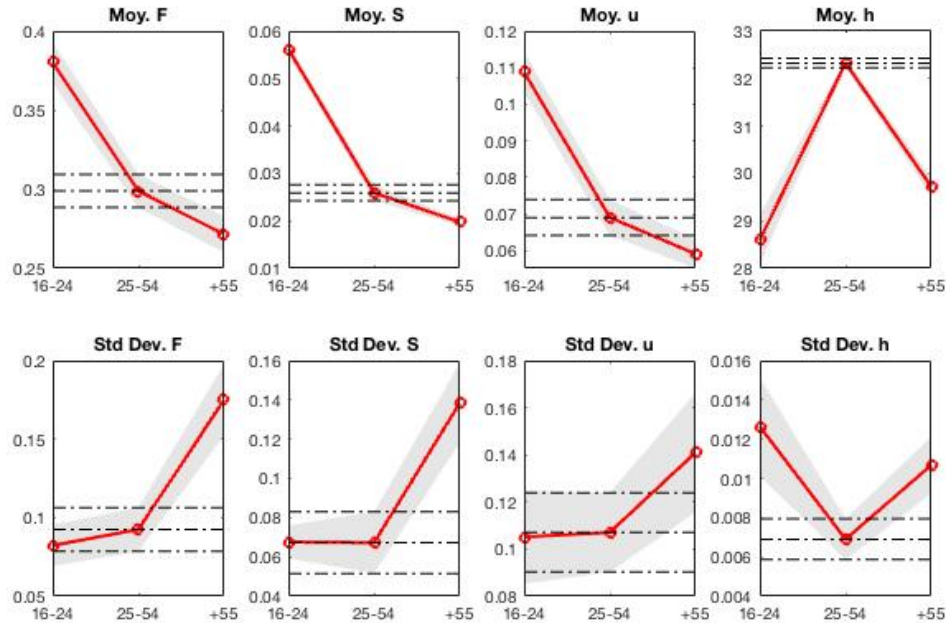 Moy. F
0.4
0.35
0.3
0.25
16-24 25-54 +55
Moy. S
0.06
0.05
0.04
0.03
0.02
0.01
16-24 25-54 +55
Moy. u
0.12
0.11
0.1
0.09
0.08
0.07
0.06
16-24 25-54 +55
Moy. h
33
32
31
30
29
28
16-24 25-54 +55
Std Dev. F
0.2
0.15
0.1
0.05
16-24 25-54 +55
Std Dev. S
0.16
0.14
0.12
0.1
0.08
0.06
0.04
16-24 25-54 +55
Std Dev. u
0.18
0.16
0.14
0.12
0.1
0.08
16-24 25-54 +55
Std Dev. h
0.016
0.014
0.012
0.01
0.008
0.006
0.004
16-24 25-54 +55